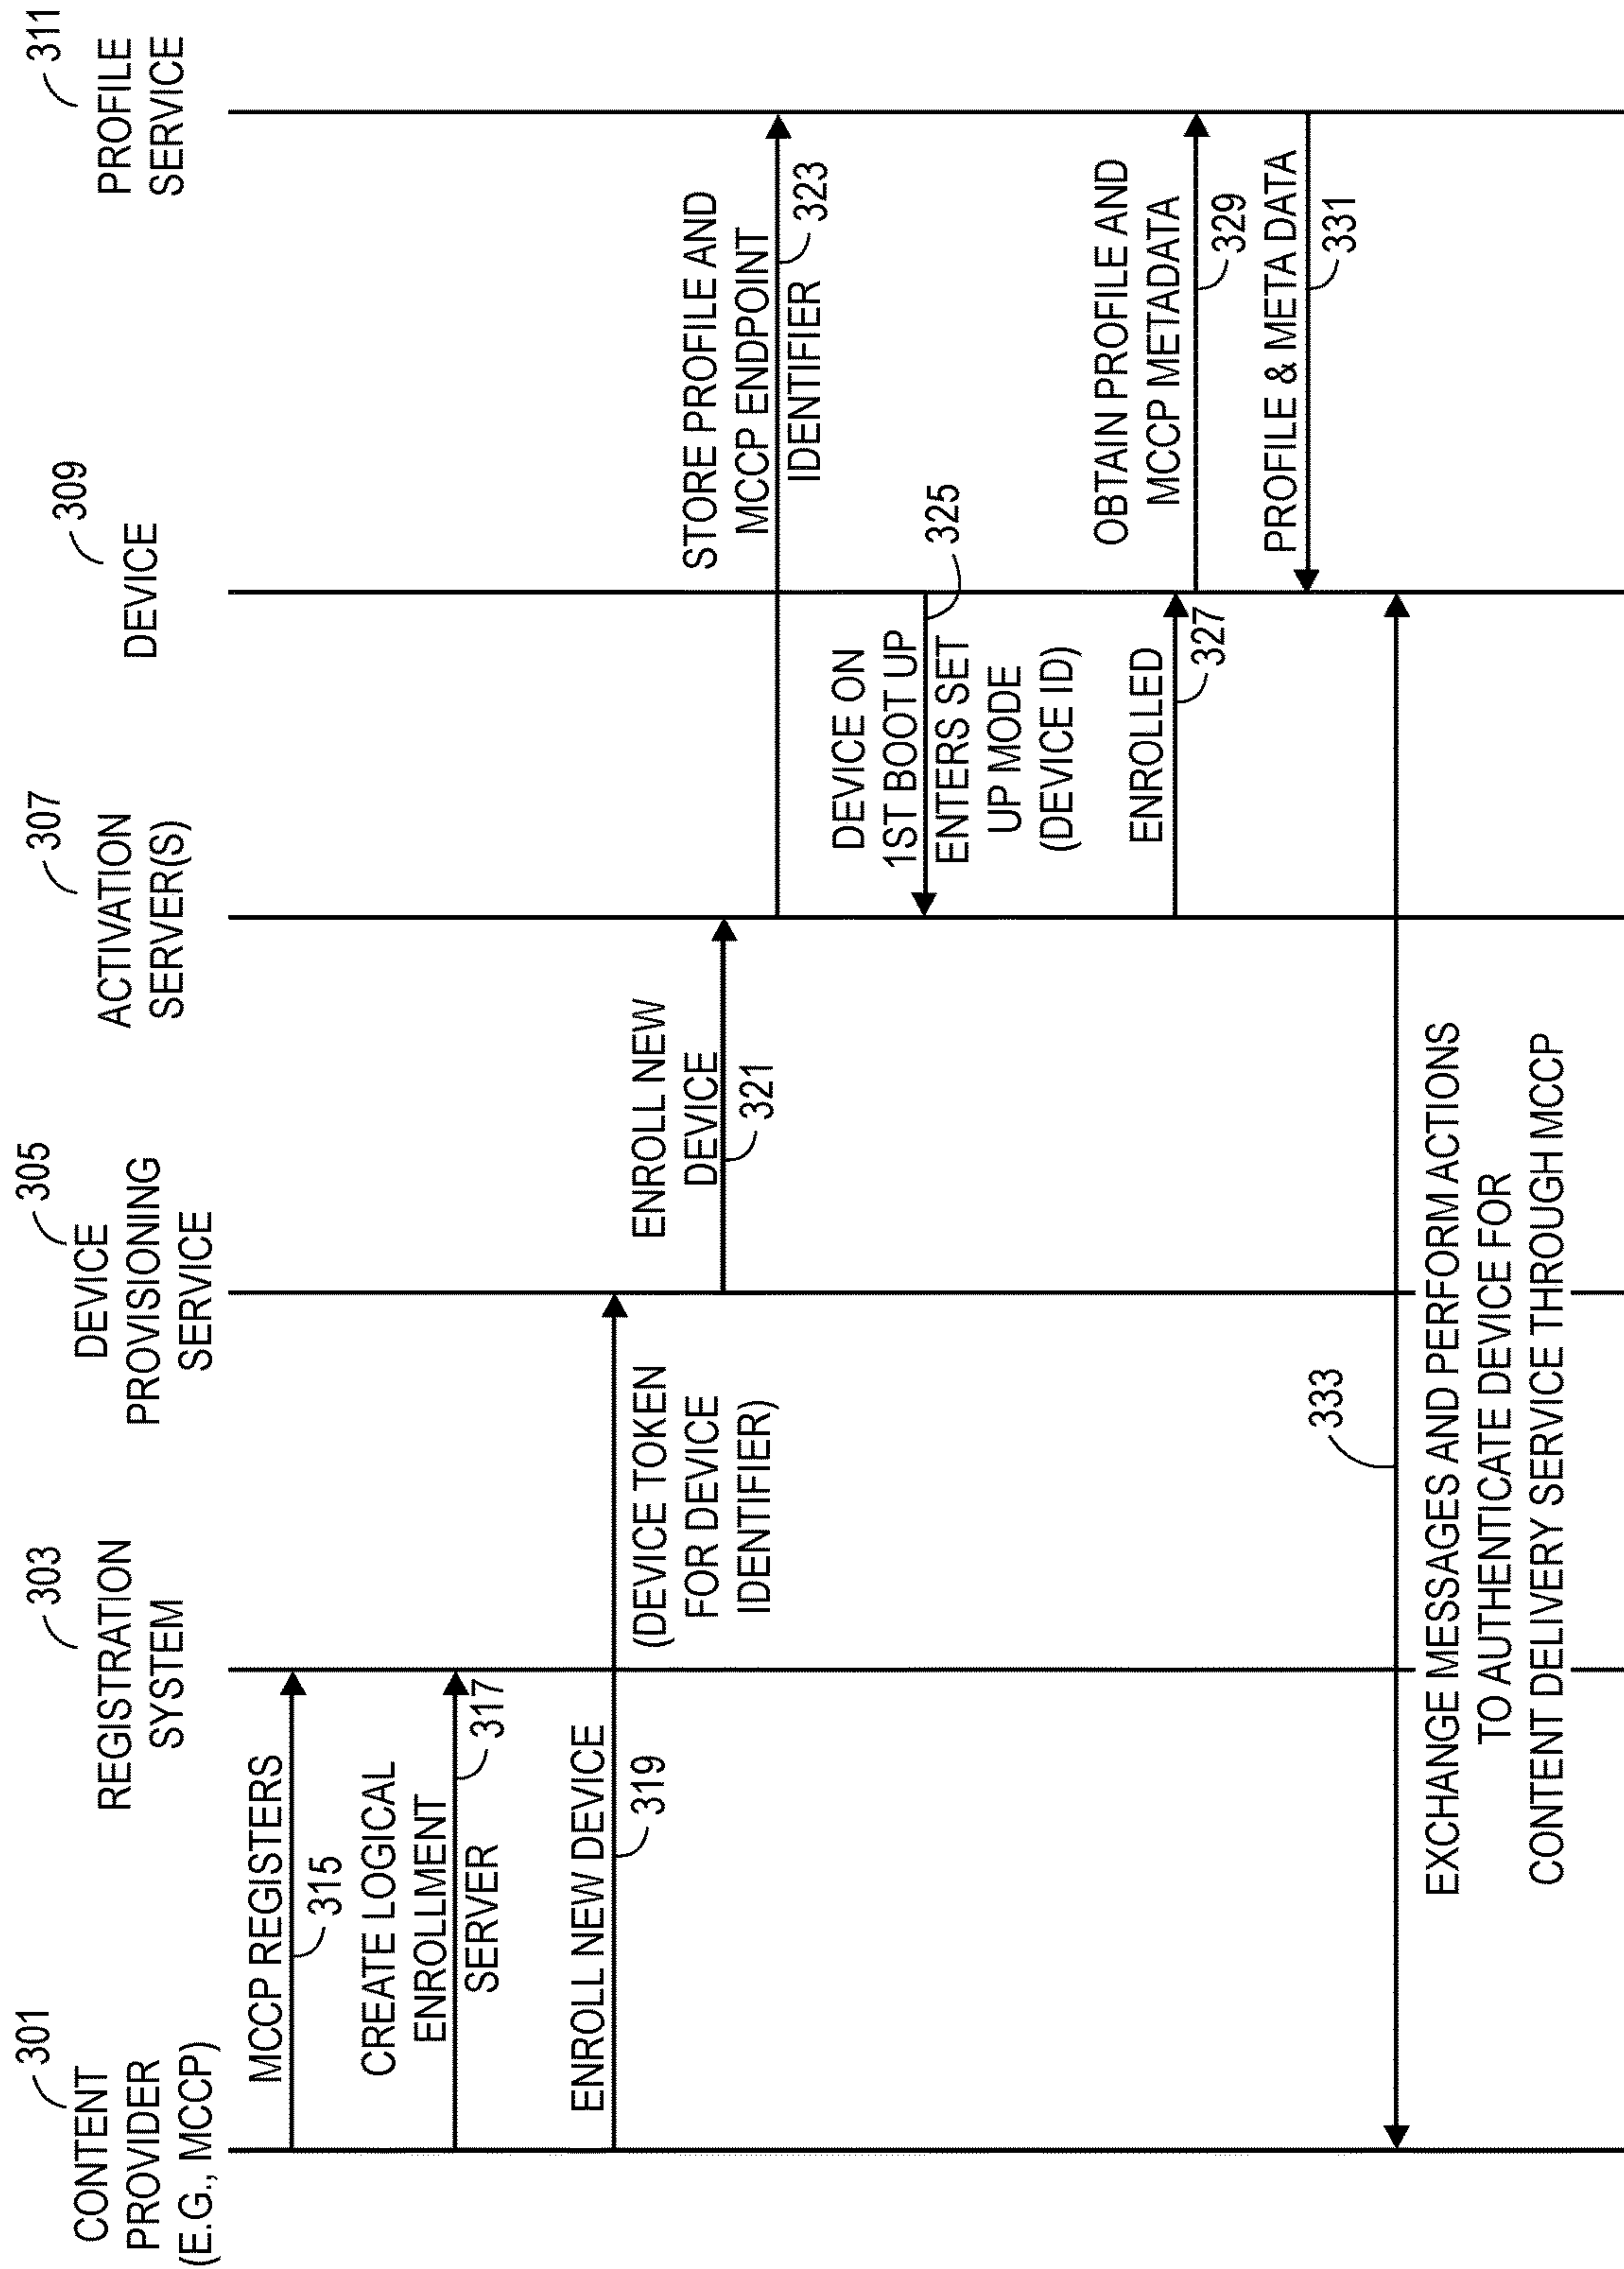 301
CONTENT
PROVIDER
(E.G., MCCP)
303
REGISTRATION
SYSTEM
305
DEVICE
PROVISIONING
SERVICE
307
ACTIVATION
SERVER(S)
309
DEVICE
311
PROFILE
SERVICE
MCCP REGISTERS
315
CREATE LOGICAL
ENROLLMENT
SERVER
317
ENROLL NEW DEVICE
319
(DEVICE TOKEN
FOR DEVICE
IDENTIFIER)
ENROLL NEW
DEVICE
321
STORE PROFILE AND
MCCP ENDPOINT
IDENTIFIER
323
DEVICE ON
1ST BOOT UP
ENTERS SET
UP MODE
(DEVICE ID)
325
ENROLLED
327
OBTAIN PROFILE AND
MCCP METADATA
329
PROFILE & META DATA
331
333
EXCHANGE MESSAGES AND PERFORM ACTIONS
TO AUTHENTICATE DEVICE FOR
CONTENT DELIVERY SERVICE THROUGH MCCP